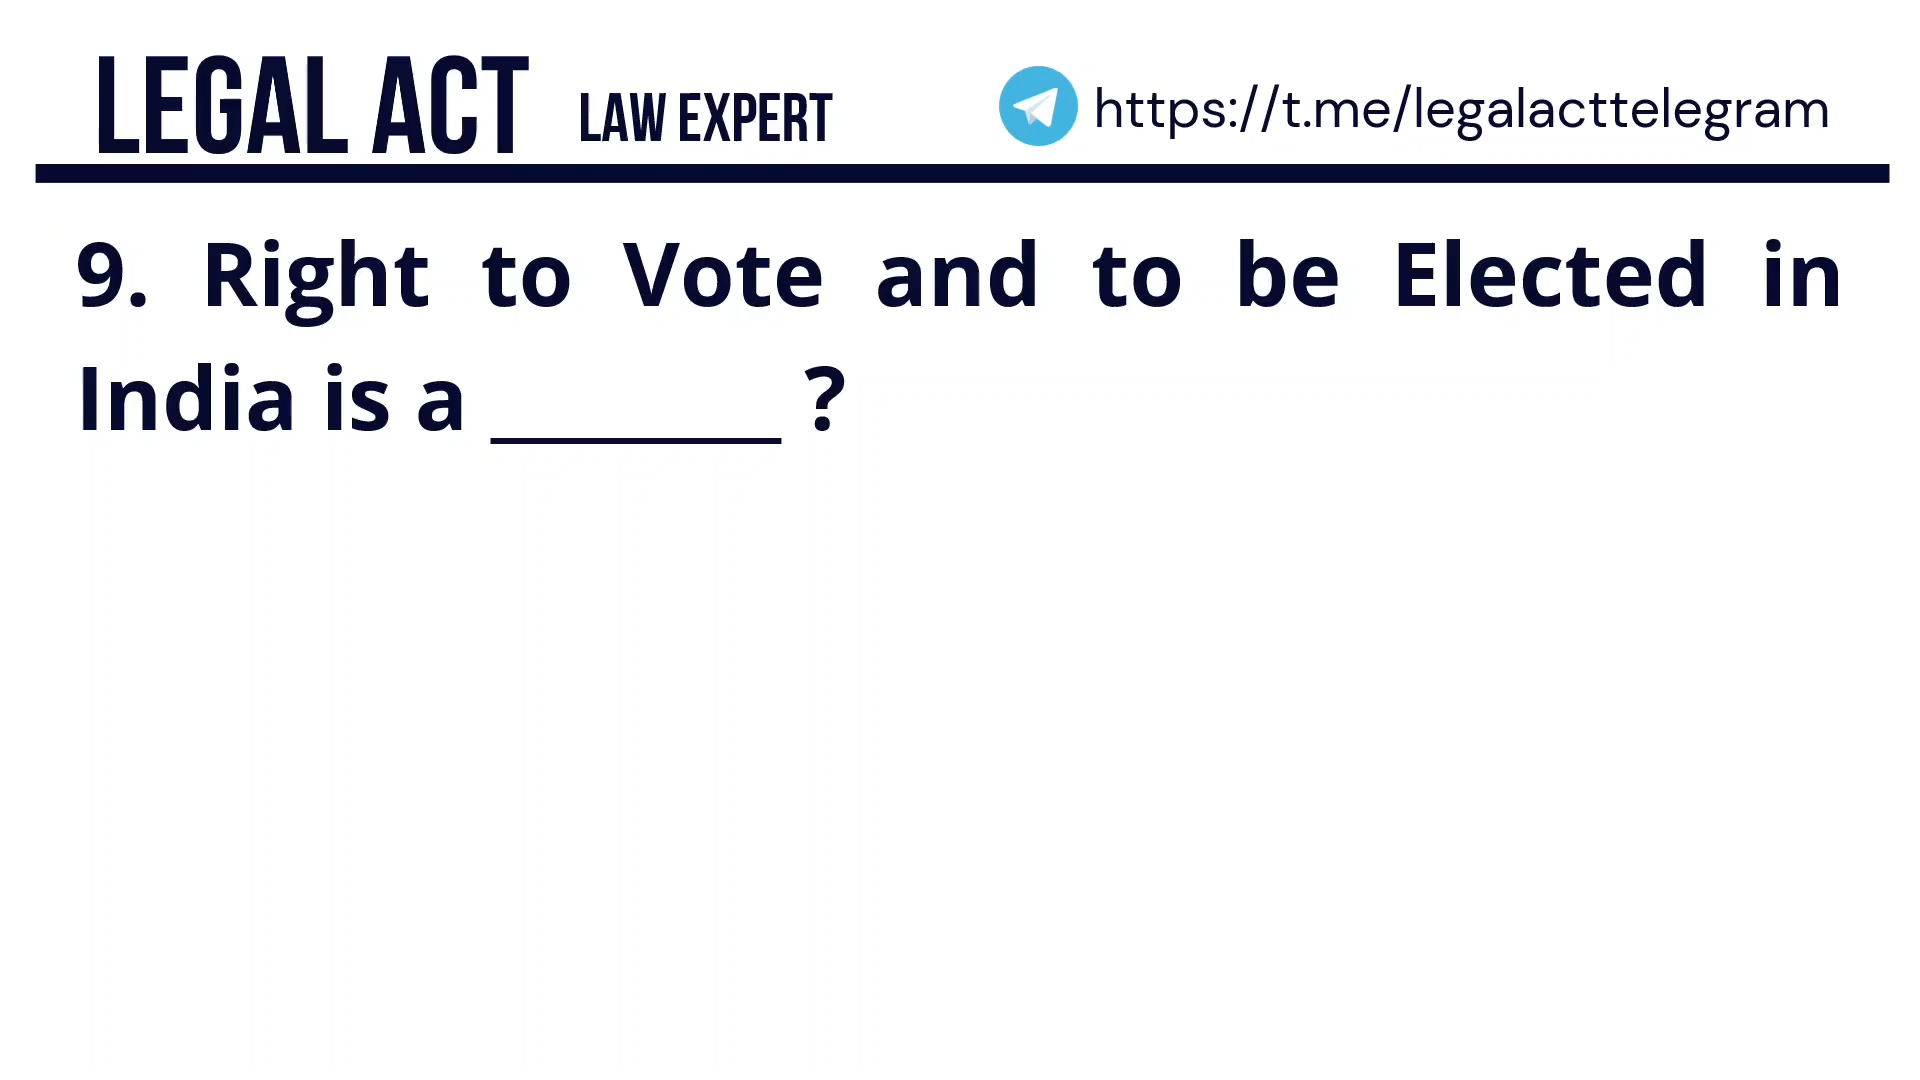 LEGAL ACT LAW EXPERT https://t.me/legalacttelegram
9. Right to Vote and to be Elected in
India is a ________ ?